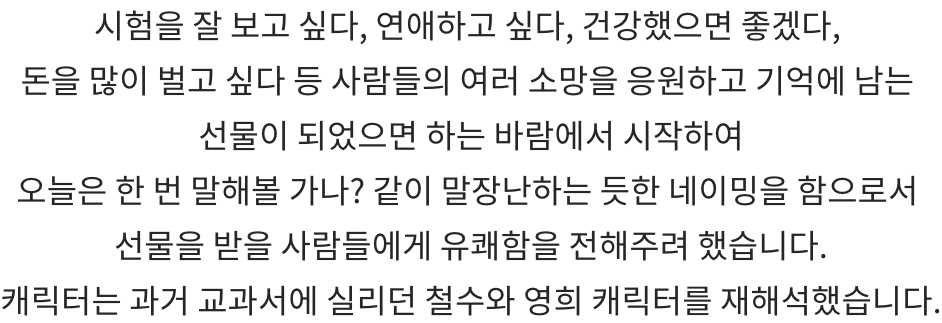 시험을 잘 보고 싶다, 연애하고 싶다, 건강했으면 좋겠다,
돈을 많이 벌고 싶다 등 사람들의 여러 소망을 응원하고 기억에 남는
선물이 되었으면 하는 바람에서 시작하여
오늘은 한 번 말해볼 가나? 같이 말장난하는 듯한 네이밍을 함으로서
선물을 받을 사람들에게 유쾌함을 전해주려 했습니다.
캐릭터는 과거 교과서에 실리던 철수와 영희 캐릭터를 재해석했습니다.